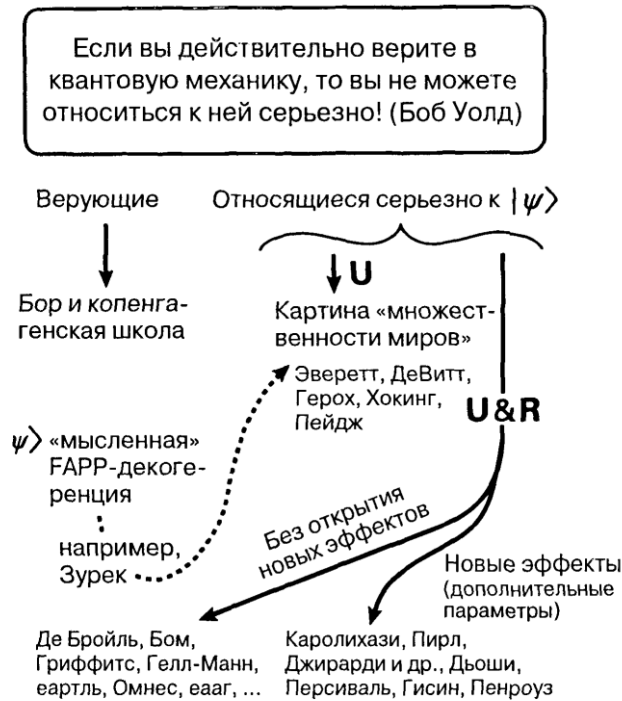 Если вы действительно верите в
квантовую механику, то вы не можете
относиться к ней серьезно! (Боб Уолд)
Верующие
Относящиеся серьезно к |ψ⟩
Бор и копенга-
генская школа
U
Картина «множест-
венности миров»
Эверетт, ДеВитт,
Герох, Хокинг,
Пейдж
U&R
ψ⟩ «мысленная»
FAPP-декоге-
ренция
например,
Зурек
Без открытия
новых эффектов
Новые эффекты
(дополнительные
параметры)
Де Бройль, Бом,
Гриффитс, Гелл-Манн,
еартль, Омнес, еааг, ...
Каролихази, Пирл,
Джирарди и др., Дьоши,
Персиваль, Гисин, Пенроуз